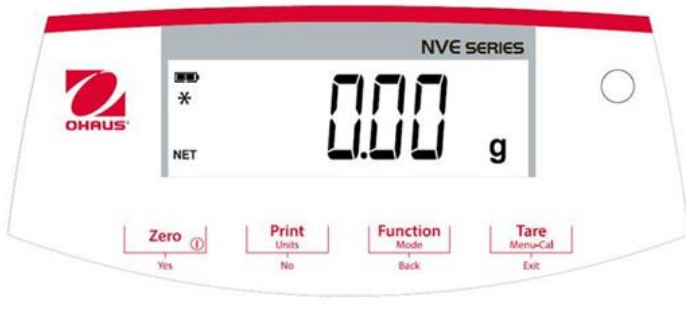 NVE SERIES
OHAUS
*
NET
0.00 g
Zero
Yes
Print
Units
No
Function
Mode
Back
Tare
Menu-Cal
Exit